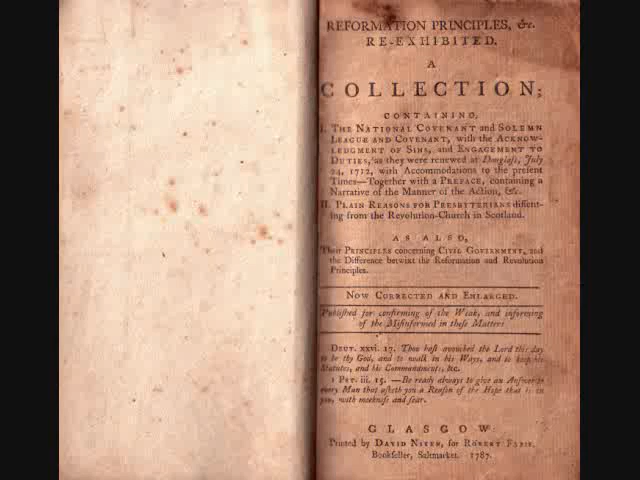 REFORMATION PRINCIPLES, &c.
RE-EXHIBITED.
A
COLLECTION;
CONTAINING,
I. THE NATIONAL COVENANT and SOLEMN
LEAGUE AND COVENANT, with the ACKNOW-
LEDGMENT OF SINS, and ENGAGEMENT TO
DUTIES, as they were renewed at Douglass, July
24, 1712, with Accommodations to the present
Times—Together with a PREFACE, containing a
Narrative of the Manner of the Action, &c.
II. PLAIN REASONS FOR PRESBYTERIANS dissent-
ing from the Revolution-Church in Scotland.
AS ALSO,
Their PRINCIPLES concerning CIVIL GOVERNMENT, and
the Difference betwixt the Reformation and Revolution
Principles.
NOW CORRECTED AND ENLARGED.
Published for confirming of the Weak, and informing
of the Misinformed in these Matters
DEUT. xxvi. 17. Thou hast avouched the Lord this day
to be thy God, and to walk in his Ways, and to keep his
Statutes, and his Commandments, &c.
1 PET. iii. 15. —Be ready always to give an Answer to
every Man that asketh you a Reason of the Hope that is in
you, with meekness and fear.
GLASGOW
Printed by DAVID NIVEN, for ROBERT FARIE,
Bookseller, Saltmarket. 1787.